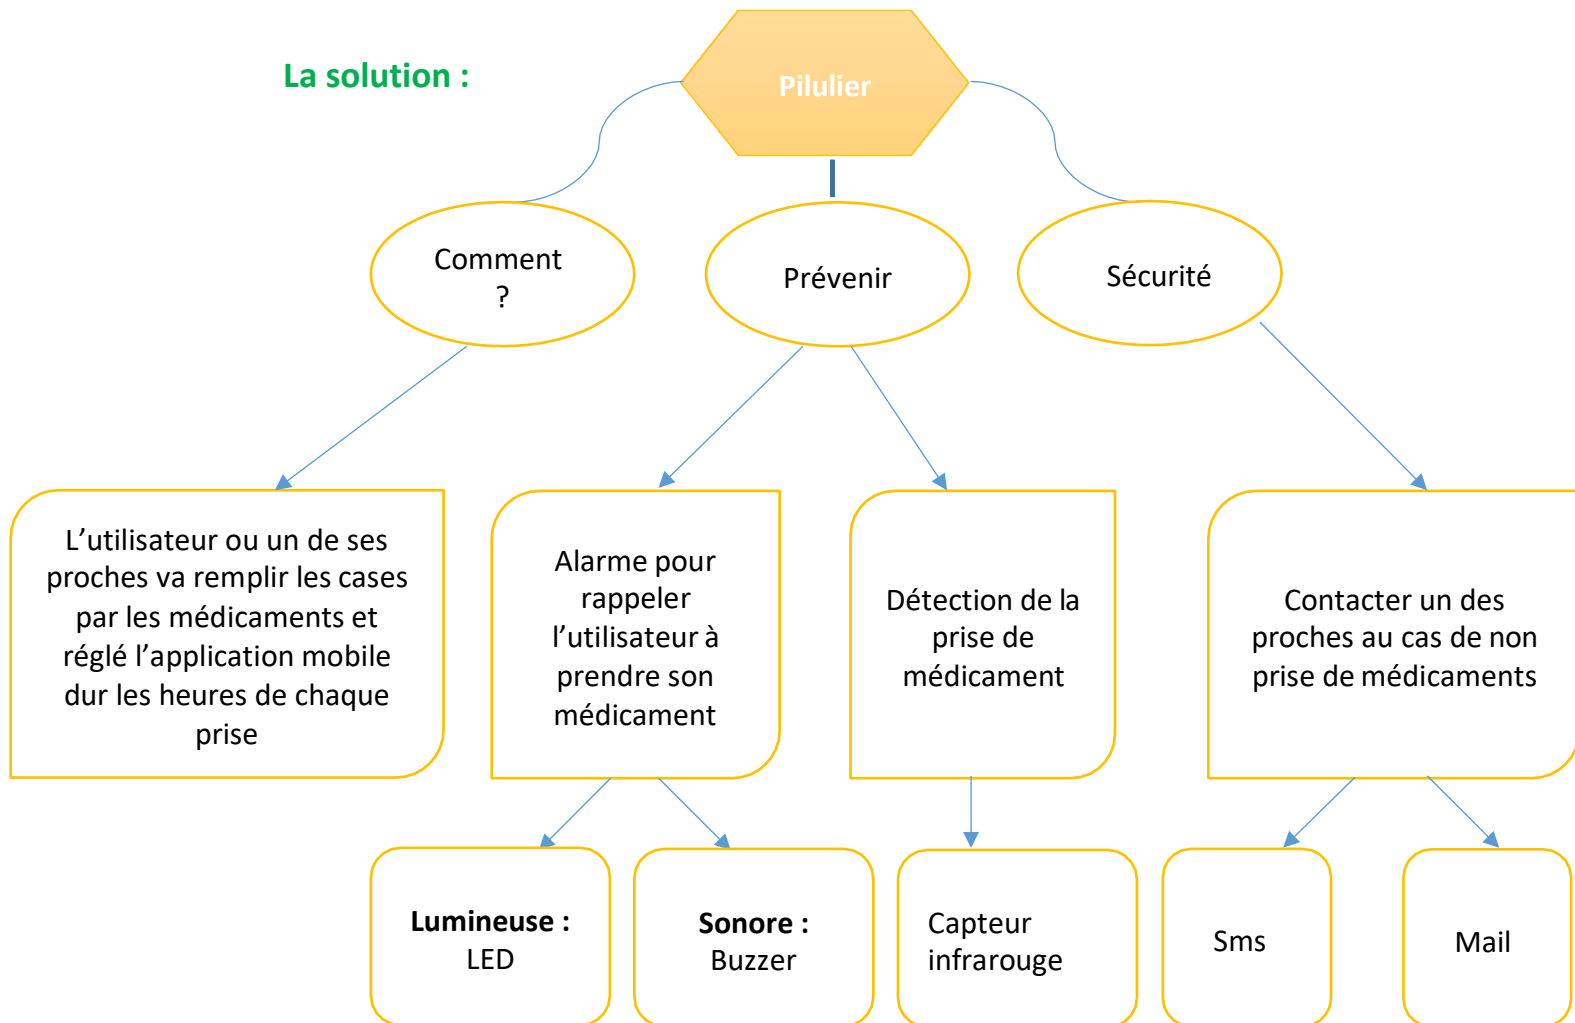 La solution :
Pilulier
Comment
?
Prévenir
Sécurité
L’utilisateur ou un de ses
proches va remplir les cases
par les médicaments et
réglé l’application mobile
dur les heures de chaque
prise
Alarme pour
rappeler
l’utilisateur à
prendre son
médicament
Détection de la
prise de
médicament
Contacter un des
proches au cas de non
prise de médicaments
Lumineuse :
LED
Sonore :
Buzzer
Capteur
infrarouge
Sms
Mail